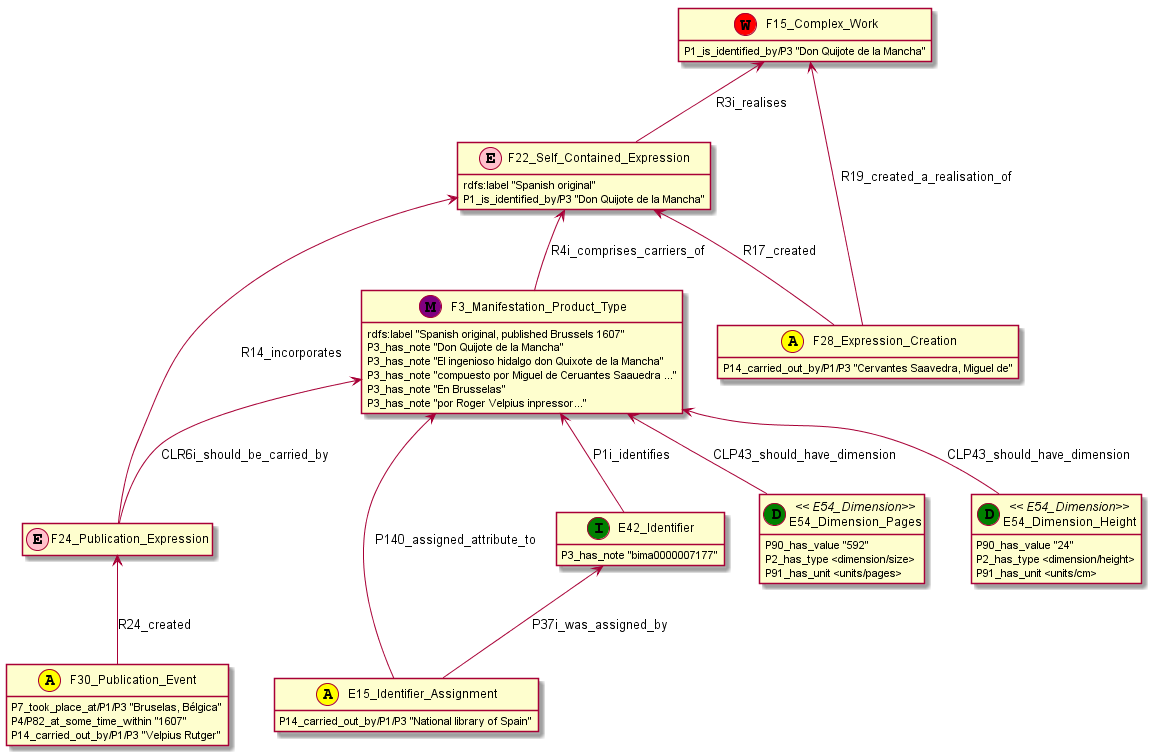 W F15_Complex_Work
P1_is_identified_by/P3 "Don Quijote de la Mancha"
R3i_realises
E F22_Self_Contained_Expression
rdfs:label "Spanish original"
P1_is_identified_by/P3 "Don Quijote de la Mancha"
R19_created_a_realisation_of
R4i_comprises_carriers_of
R17_created
M F3_Manifestation_Product_Type
rdfs:label "Spanish original, published Brussels 1607"
P3_has_note "Don Quijote de la Mancha"
P3_has_note "El ingenioso hidalgo don Quixote de la Mancha"
P3_has_note "compuesto por Miguel de Ceruantes Saauedra ..."
P3_has_note "En Brusselas"
P3_has_note "por Roger Velpius inpressor..."
A F28_Expression_Creation
P14_carried_out_by/P1/P3 "Cervantes Saavedra, Miguel de"
R14_incorporates
CLR6i_should_be_carried_by
P1i_identifies
CLP43_should_have_dimension
CLP43_should_have_dimension
E F24_Publication_Expression
P140_assigned_attribute_to
I E42_Identifier
P3_has_note "bima0000007177"
D << E54_Dimension>>
E54_Dimension_Pages
P90_has_value "592"
P2_has_type <dimension/size>
P91_has_unit <units/pages>
D << E54_Dimension>>
E54_Dimension_Height
P90_has_value "24"
P2_has_type <dimension/height>
P91_has_unit <units/cm>
R24_created
P37i_was_assigned_by
A F30_Publication_Event
P7_took_place_at/P1/P3 "Bruselas, Bélgica"
P4/P82_at_some_time_within "1607"
P14_carried_out_by/P1/P3 "Velpius Rutger"
A E15_Identifier_Assignment
P14_carried_out_by/P1/P3 "National library of Spain"